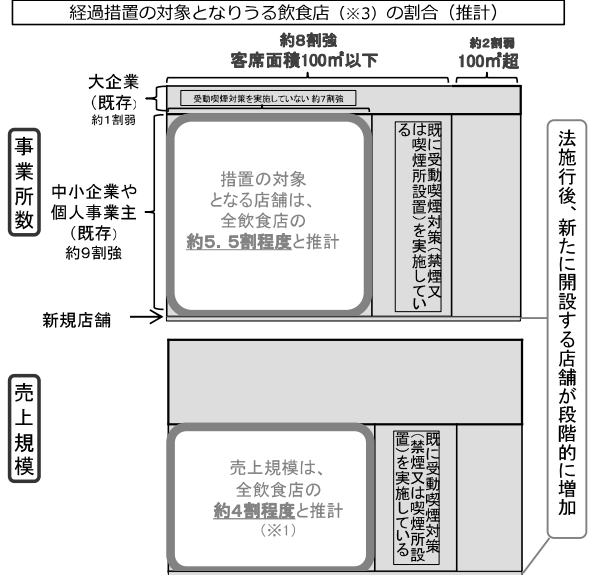 経過措置の対象となりうる飲食店（※3）の割合（推計）
約８割強
客席面積100㎡以下
約２割弱
100㎡超
大企業
（既存）
約１割弱
受動喫煙対策を実施していない 約７割強
事業所数
中小企業や
個人事業主
（既存）
約９割強
措置の対象
となる店舗は、
全飲食店の
約５．５割程度と推計
既に受動喫煙対策（禁煙又
は喫煙所設置）を実施してい
る
新規店舗
法施行後、新たに開設する店舗が段階的に増加
売上規模
売上規模は、
全飲食店の
約４割程度と推計
（※1）
既に受動喫煙対策
（禁煙又は喫煙所設
置）を実施している